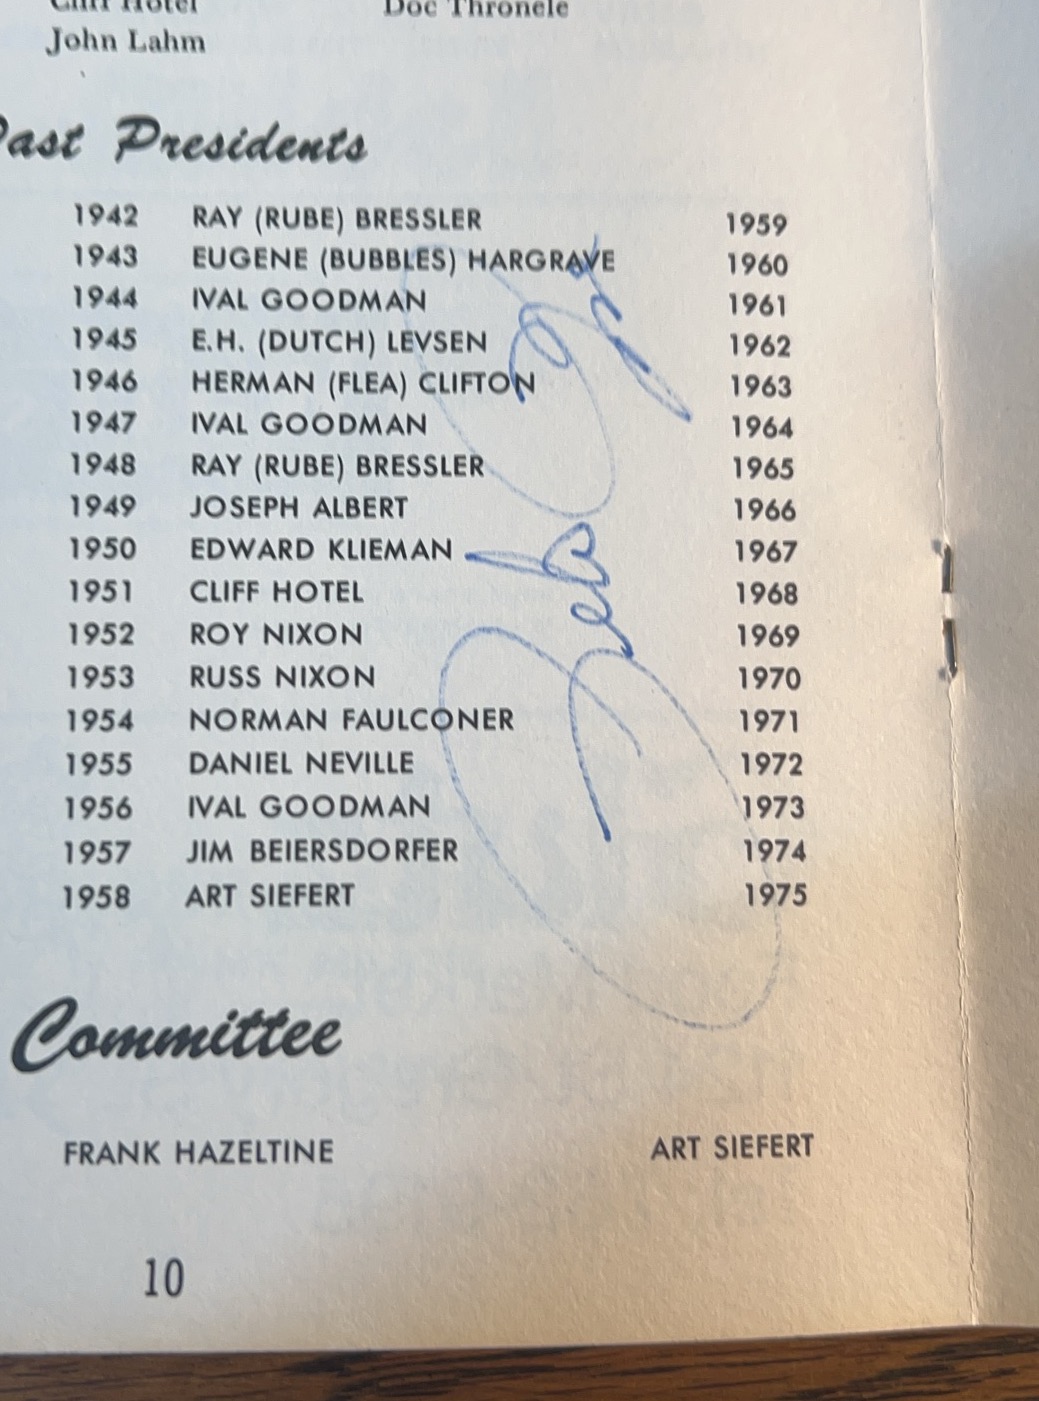 Cliff Hotel Doc Thronele
John Lahm
Past Presidents
1942 RAY (RUBE) BRESSLER 1959
1943 EUGENE (BUBBLES) HARGRAVE 1960
1944 IVAL GOODMAN 1961
1945 E.H. (DUTCH) LEVSEN 1962
1946 HERMAN (FLEA) CLIFTON 1963
1947 IVAL GOODMAN 1964
1948 RAY (RUBE) BRESSLER 1965
1949 JOSEPH ALBERT 1966
1950 EDWARD KLIEMAN 1967
1951 CLIFF HOTEL 1968
1952 ROY NIXON 1969
1953 RUSS NIXON 1970
1954 NORMAN FAULCONER 1971
1955 DANIEL NEVILLE 1972
1956 IVAL GOODMAN 1973
1957 JIM BEIERSDORFER 1974
1958 ART SIEFERT 1975
Committee
FRANK HAZELTINE ART SIEFERT
10